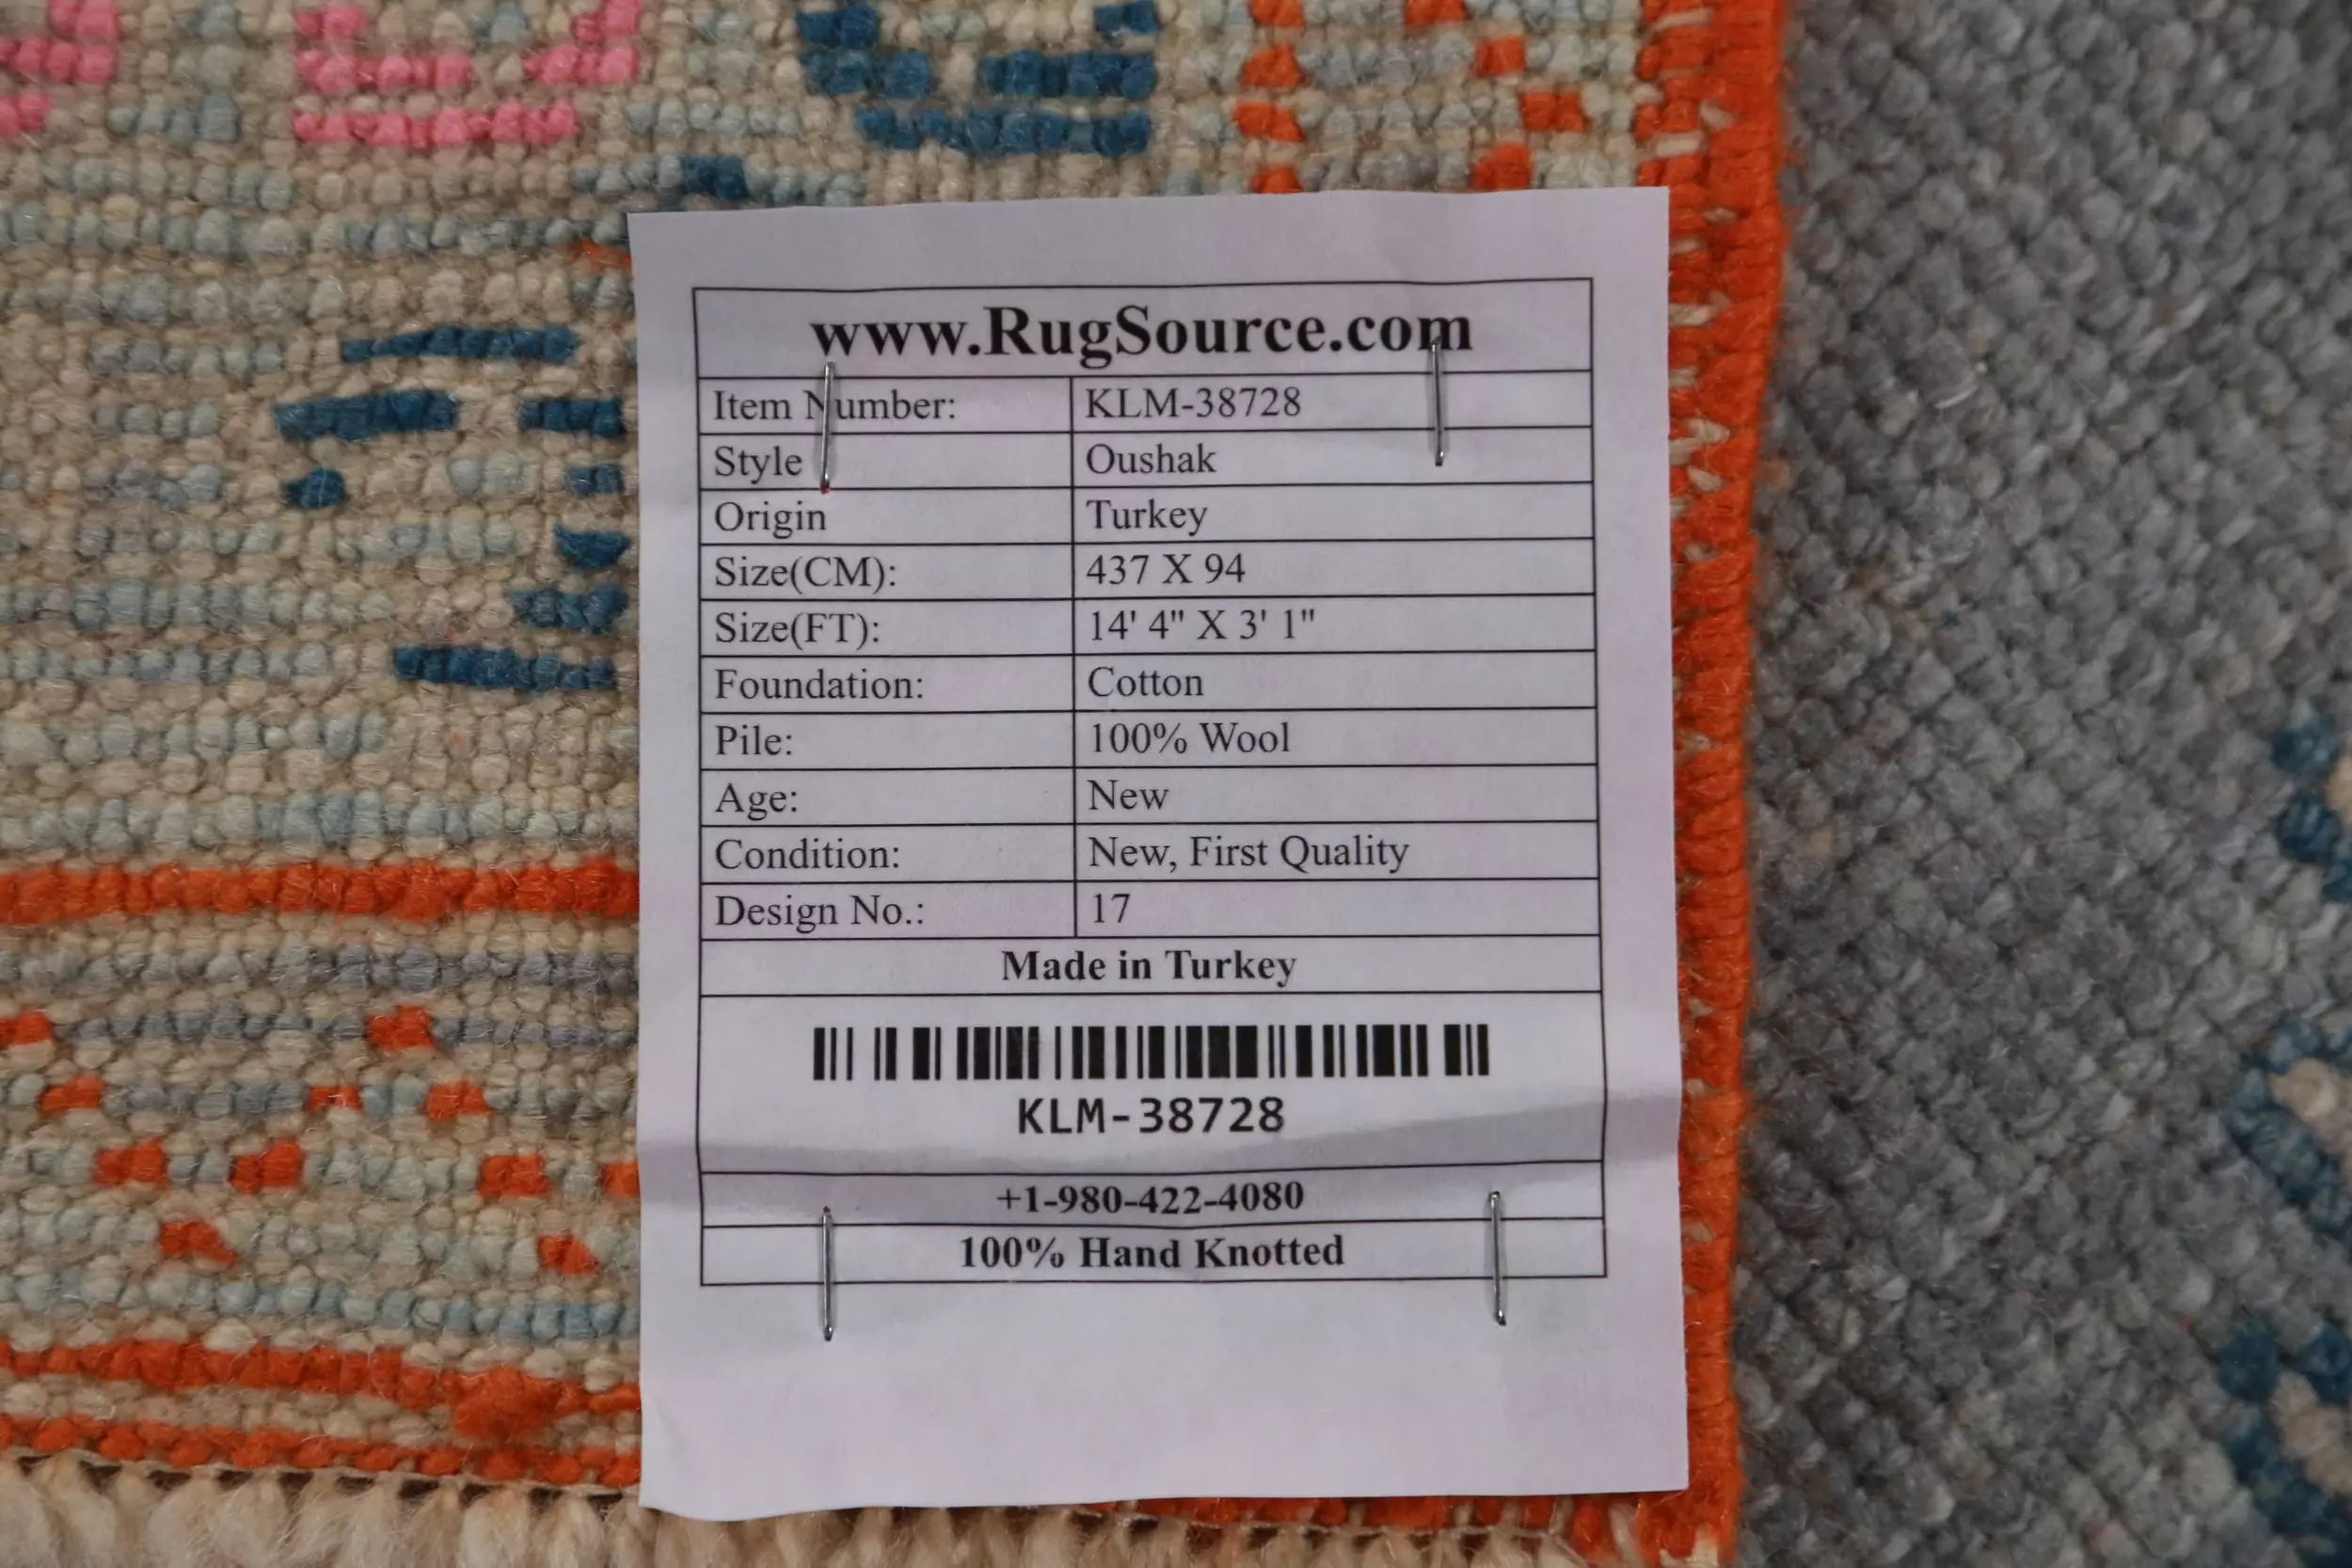 www.RugSource.com
Item Number: KLM-38728
Style Oushak
Origin Turkey
Size(CM): 437 X 94
Size(FT): 14' 4" X 3' 1"
Foundation: Cotton
Pile: 100% Wool
Age: New
Condition: New, First Quality
Design No.: 17
Made in Turkey
KLM-38728
+1-980-422-4080
100% Hand Knotted